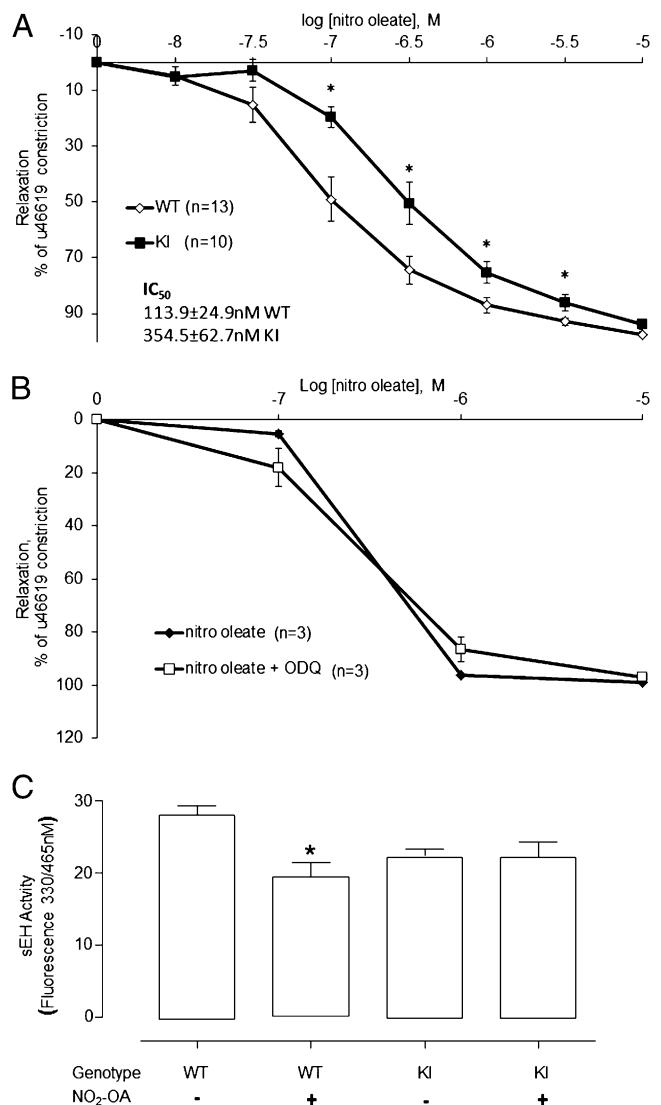 A
log [nitro oleate], M
0 -8 -7.5 -7 -6.5 -6 -5.5 -5
-10
10
30
50
70
90
Relaxation
% of u46619 constriction
*
*
*
*
WT (n=13)
KI (n=10)
IC50
113.9±24.9nM WT
354.5±62.7nM KI
B
Log [nitro oleate], M
0 -7 -6 -5
0
20
40
60
80
100
120
Relaxation,
% of u46619 constriction
nitro oleate (n=3)
nitro oleate + ODQ (n=3)
C
30
20
10
0
sEH Actvity
(Fluorescence 330/465nM)
*
Genotype WT WT KI KI
NO2-OA - + - +